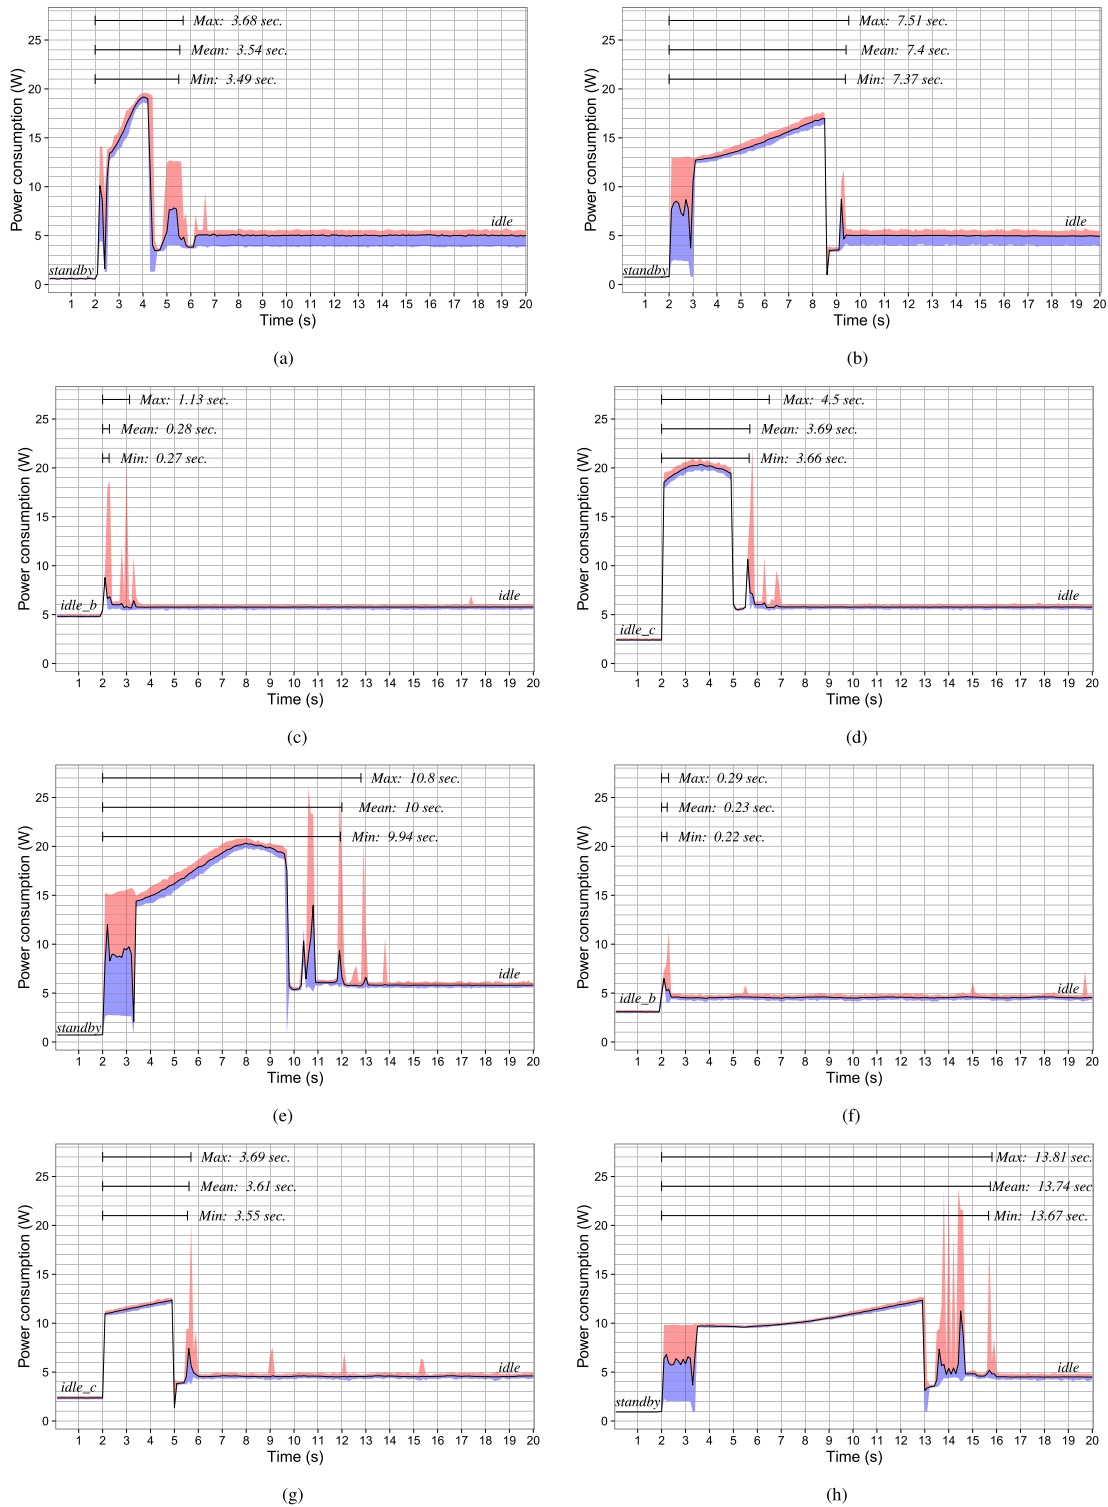 Max: 3.68 sec.
Mean: 3.54 sec.
Min: 3.49 sec.
Power consumption (W)
25
20
15
10
5
0
standby
idle
1 2 3 4 5 6 7 8 9 10 11 12 13 14 15 16 17 18 19 20
Time (s)
(a)
Max: 7.51 sec.
Mean: 7.4 sec.
Min: 7.37 sec.
Power consumption (W)
25
20
15
10
5
0
standby
idle
1 2 3 4 5 6 7 8 9 10 11 12 13 14 15 16 17 18 19 20
Time (s)
(b)
Max: 1.13 sec.
Mean: 0.28 sec.
Min: 0.27 sec.
Power consumption (W)
25
20
15
10
5
0
idle_b
idle
1 2 3 4 5 6 7 8 9 10 11 12 13 14 15 16 17 18 19 20
Time (s)
(c)
Max: 4.5 sec.
Mean: 3.69 sec.
Min: 3.66 sec.
Power consumption (W)
25
20
15
10
5
0
idle_c
idle
1 2 3 4 5 6 7 8 9 10 11 12 13 14 15 16 17 18 19 20
Time (s)
(d)
Max: 10.8 sec.
Mean: 10 sec.
Min: 9.94 sec.
Power consumption (W)
25
20
15
10
5
0
standby
idle
1 2 3 4 5 6 7 8 9 10 11 12 13 14 15 16 17 18 19 20
Time (s)
(e)
Max: 0.29 sec.
Mean: 0.23 sec.
Min: 0.22 sec.
Power consumption (W)
25
20
15
10
5
0
idle_b
idle
1 2 3 4 5 6 7 8 9 10 11 12 13 14 15 16 17 18 19 20
Time (s)
(f)
Max: 3.69 sec.
Mean: 3.61 sec.
Min: 3.55 sec.
Power consumption (W)
25
20
15
10
5
0
idle_c
idle
1 2 3 4 5 6 7 8 9 10 11 12 13 14 15 16 17 18 19 20
Time (s)
(g)
Max: 13.81 sec.
Mean: 13.74 sec
Min: 13.67 sec.
Power consumption (W)
25
20
15
10
5
0
standby
idle
1 2 3 4 5 6 7 8 9 10 11 12 13 14 15 16 17 18 19 20
Time (s)
(h)